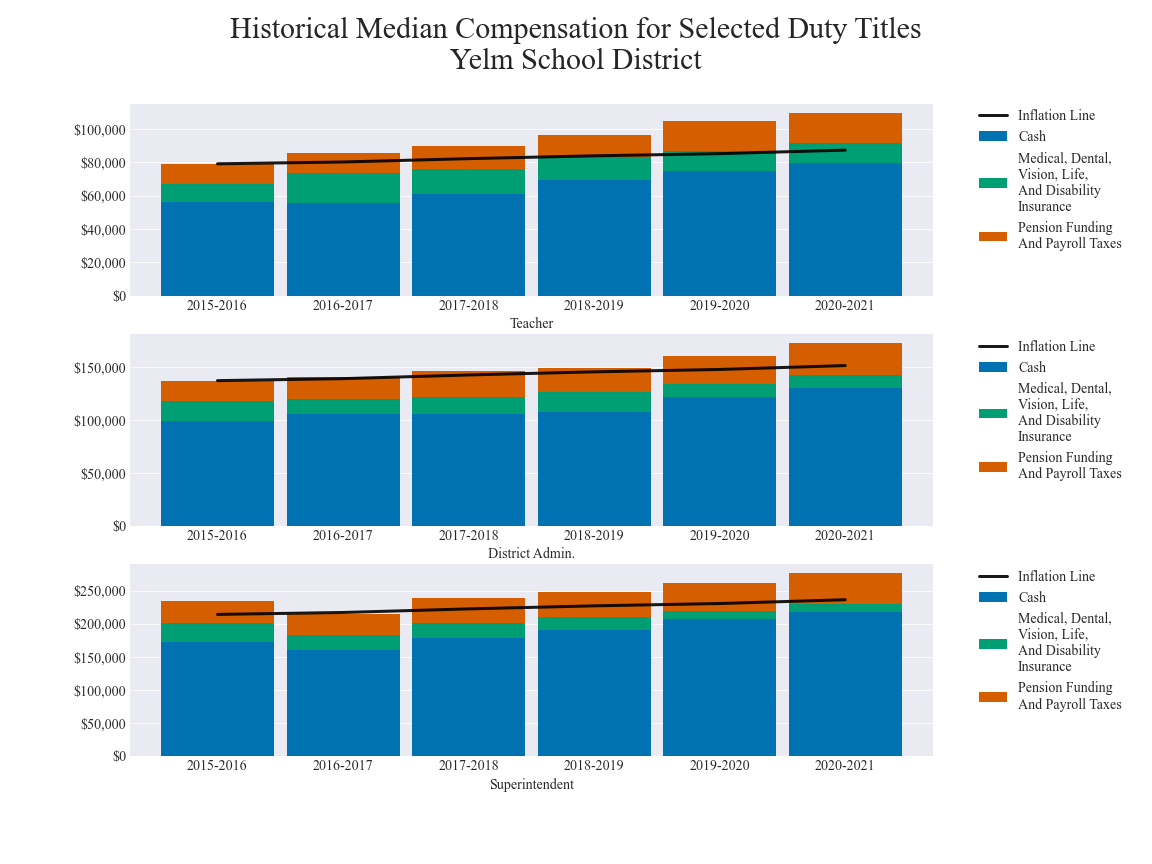 Historical Median Compensation for Selected Duty Titles
Yelm School District
$100,000
$80,000
$60,000
$40,000
$20,000
$0
2015-2016 2016-2017 2017-2018 2018-2019 2019-2020 2020-2021
Teacher
Inflation Line
Cash
Medical, Dental,
Vision, Life,
And Disability
Insurance
Pension Funding
And Payroll Taxes
$150,000
$100,000
$50,000
$0
2015-2016 2016-2017 2017-2018 2018-2019 2019-2020 2020-2021
District Admin.
Inflation Line
Cash
Medical, Dental,
Vision, Life,
And Disability
Insurance
Pension Funding
And Payroll Taxes
$250,000
$200,000
$150,000
$100,000
$50,000
$0
2015-2016 2016-2017 2017-2018 2018-2019 2019-2020 2020-2021
Superintendent
Inflation Line
Cash
Medical, Dental,
Vision, Life,
And Disability
Insurance
Pension Funding
And Payroll Taxes